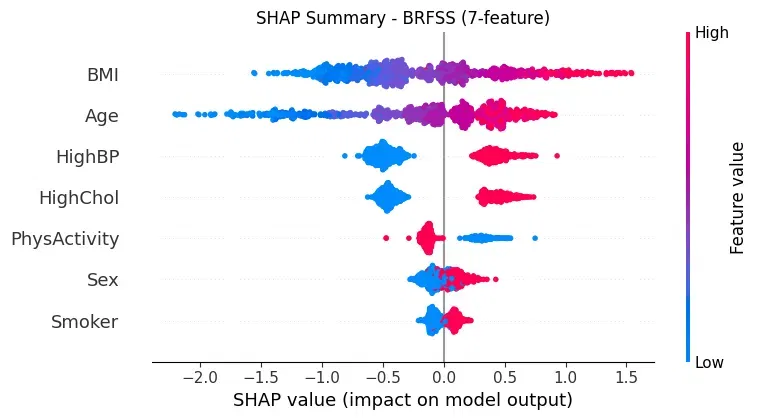 SHAP Summary - BRFSS (7-feature)
High
BMI
Age
HighBP
HighChol
PhysActivity
Sex
Smoker
Feature value
Low
−2.0 −1.5 −1.0 −0.5 0.0 0.5 1.0 1.5
SHAP value (impact on model output)